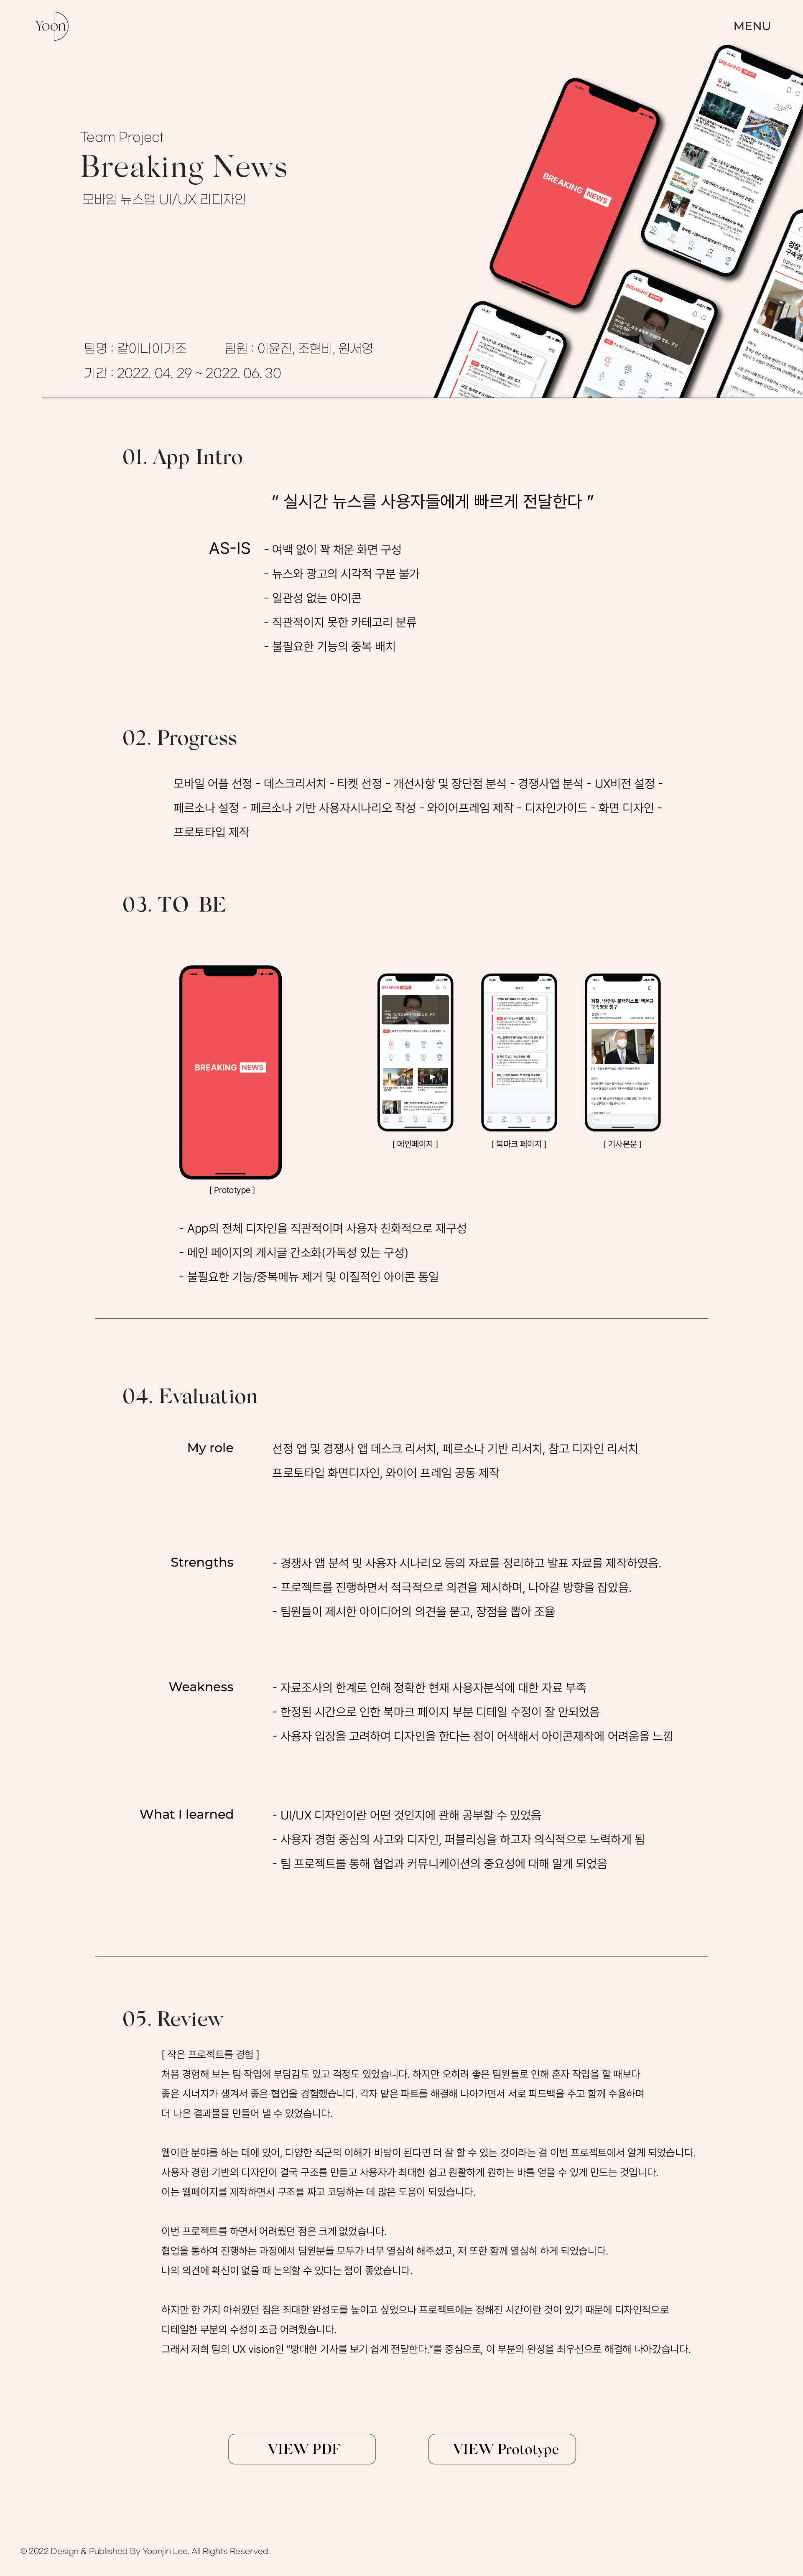 Yoon
MENU
Team Project
Breaking News
모바일 뉴스앱 UI/UX 리디자인
팀명 : 같이나아가조
팀원 : 이윤진, 조현비, 원서영
기간 : 2022. 04. 29 ~ 2022. 06. 30
BREAKING NEWS
BREAKING NEWS
서울
BREAKING NEWS
북마크
01. App Intro
“ 실시간 뉴스를 사용자들에게 빠르게 전달한다 ”
AS-IS
- 여백 없이 꽉 채운 화면 구성
- 뉴스와 광고의 시각적 구분 불가
- 일관성 없는 아이콘
- 직관적이지 못한 카테고리 분류
- 불필요한 기능의 중복 배치
02. Progress
모바일 어플 선정 - 데스크리서치 - 타켓 선정 - 개선사항 및 장단점 분석 - 경쟁사앱 분석 - UX비전 설정 -
페르소나 설정 - 페르소나 기반 사용자시나리오 작성 - 와이어프레임 제작 - 디자인가이드 - 화면 디자인 -
프로토타입 제작
03. TO-BE
BREAKING NEWS
BREAKING NEWS
검찰, '산업부 블랙리스트' 백운규
구속영장 청구
[ Prototype ]
[ 메인페이지 ]
[ 북마크 페이지 ]
[ 기사본문 ]
- App의 전체 디자인을 직관적이며 사용자 친화적으로 재구성
- 메인 페이지의 게시글 간소화(가독성 있는 구성)
- 불필요한 기능/중복메뉴 제거 및 이질적인 아이콘 통일
04. Evaluation
My role
선정 앱 및 경쟁사 앱 데스크 리서치, 페르소나 기반 리서치, 참고 디자인 리서치
프로토타입 화면디자인, 와이어 프레임 공동 제작
Strengths
- 경쟁사 앱 분석 및 사용자 시나리오 등의 자료를 정리하고 발표 자료를 제작하였음.
- 프로젝트를 진행하면서 적극적으로 의견을 제시하며, 나아갈 방향을 잡았음.
- 팀원들이 제시한 아이디어의 의견을 묻고, 장점을 뽑아 조율
Weakness
- 자료조사의 한계로 인해 정확한 현재 사용자분석에 대한 자료 부족
- 한정된 시간으로 인한 북마크 페이지 부분 디테일 수정이 잘 안되었음
- 사용자 입장을 고려하여 디자인을 한다는 점이 어색해서 아이콘제작에 어려움을 느낌
What I learned
- UI/UX 디자인이란 어떤 것인지에 관해 공부할 수 있었음
- 사용자 경험 중심의 사고와 디자인, 퍼블리싱을 하고자 의식적으로 노력하게 됨
- 팀 프로젝트를 통해 협업과 커뮤니케이션의 중요성에 대해 알게 되었음
05. Review
[ 작은 프로젝트를 경험 ]
처음 경험해 보는 팀 작업에 부담감도 있고 걱정도 있었습니다. 하지만 오히려 좋은 팀원들로 인해 혼자 작업을 할 때보다
좋은 시너지가 생겨서 좋은 협업을 경험했습니다. 각자 맡은 파트를 해결해 나아가면서 서로 피드백을 주고 함께 수용하며
더 나은 결과물을 만들어 낼 수 있었습니다.
웹이란 분야를 하는 데에 있어, 다양한 직군의 이해가 바탕이 된다면 더 잘 할 수 있는 것이라는 걸 이번 프로젝트에서 알게 되었습니다.
사용자 경험 기반의 디자인이 결국 구조를 만들고 사용자가 최대한 쉽고 원활하게 원하는 바를 얻을 수 있게 만드는 것입니다.
이는 웹페이지를 제작하면서 구조를 짜고 코딩하는 데 많은 도움이 되었습니다.
이번 프로젝트를 하면서 어려웠던 점은 크게 없었습니다.
협업을 통하여 진행하는 과정에서 팀원분들 모두가 너무 열심히 해주셨고, 저 또한 함께 열심히 하게 되었습니다.
나의 의견에 확신이 없을 때 논의할 수 있다는 점이 좋았습니다.
하지만 한 가지 아쉬웠던 점은 최대한 완성도를 높이고 싶었으나 프로젝트에는 정해진 시간이란 것이 있기 때문에 디자인적으로
디테일한 부분의 수정이 조금 어려웠습니다.
그래서 저희 팀의 UX vision인 “방대한 기사를 보기 쉽게 전달한다.”를 중심으로, 이 부분의 완성을 최우선으로 해결해 나아갔습니다.
VIEW PDF
VIEW Prototype
© 2022 Design & Published By Yoonjin Lee. All Rights Reserved.